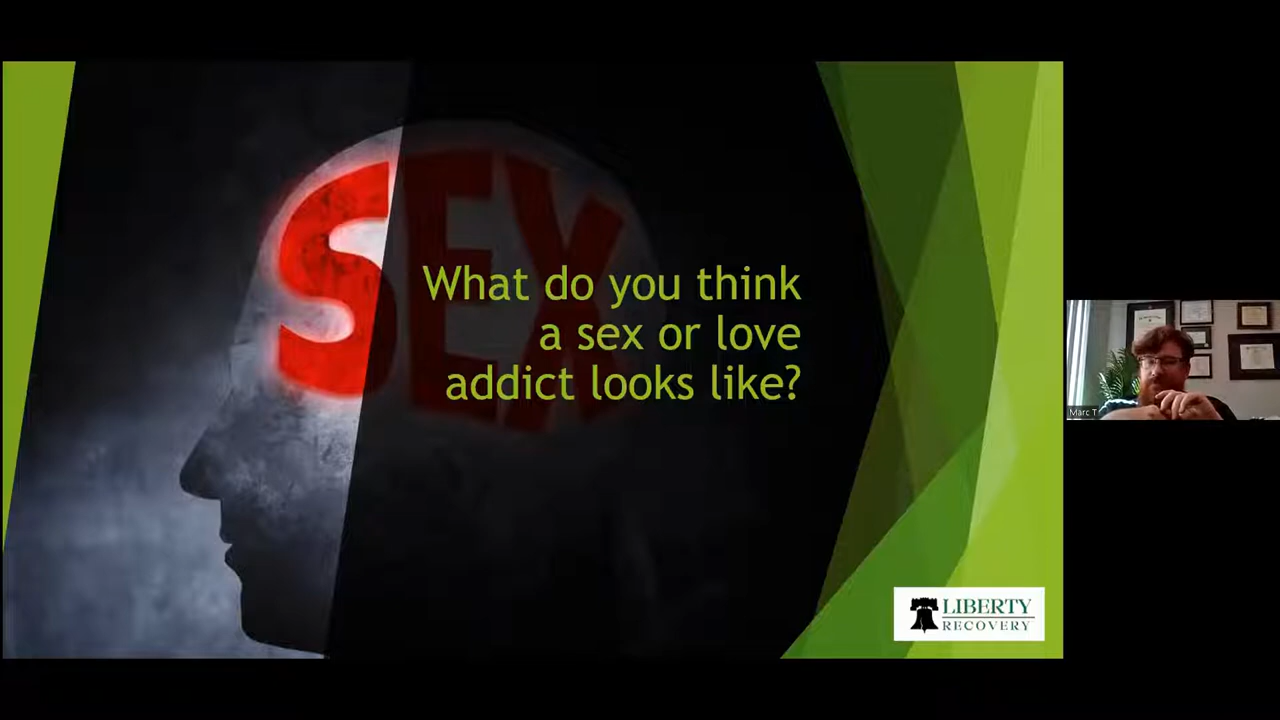 SEX
What do you think
a sex or love
addict looks like?
LIBERTY
RECOVERY
Marc T